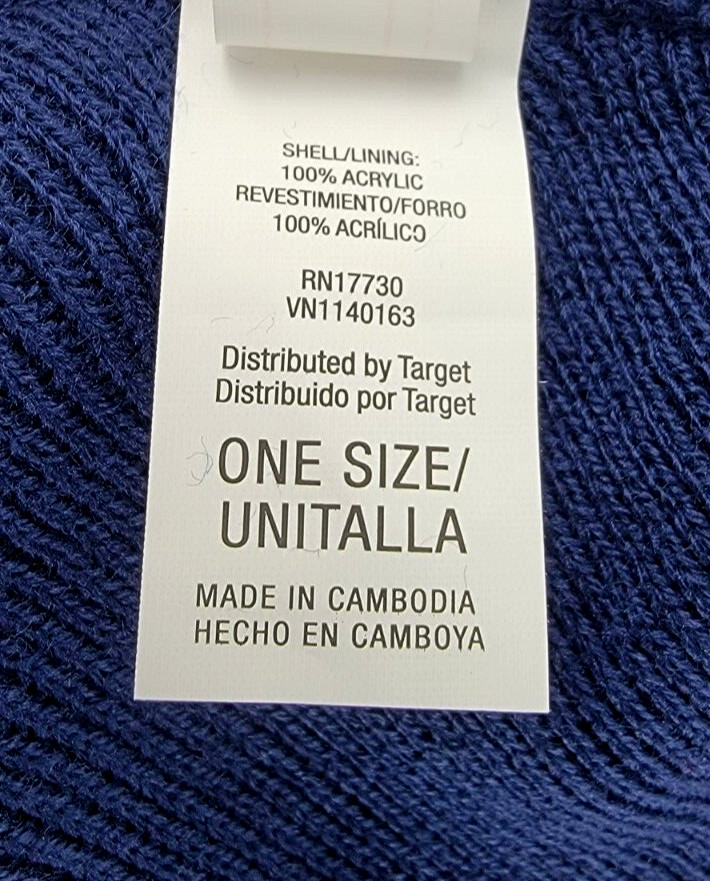 SHELL/LINING:
100% ACRYLIC
REVESTIMIENTO/FORRO
100% ACRÍLICO
RN17730
VN1140163
Distributed by Target
Distribuido por Target
ONE SIZE/
UNITALLA
MADE IN CAMBODIA
HECHO EN CAMBOYA